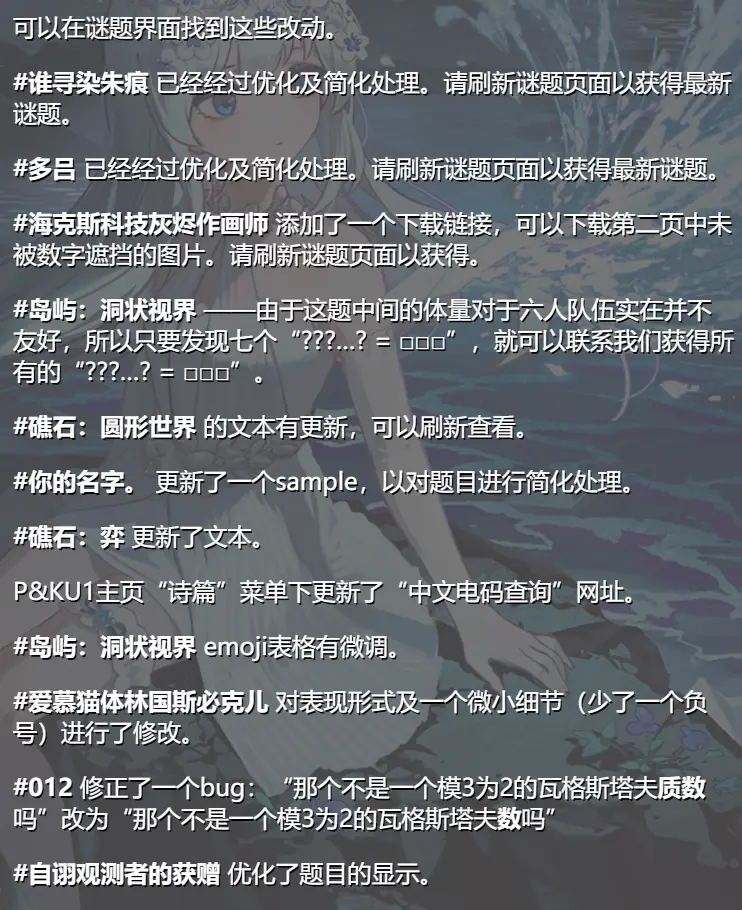 可以在谜题界面找到这些改动。
#谁寻染朱痕 已经经过优化及简化处理。请刷新谜题页面以获得最新
谜题。
#多吕 已经经过优化及简化处理。请刷新谜题页面以获得最新谜题。
#海克斯科技灰烬作画师 添加了一个下载链接，可以下载第二页中未
被数字遮挡的图片。请刷新谜题页面以获得。
#岛屿：洞状视界 ——由于这题中间的体量对于六人队伍实在并不
友好，所以只要发现七个“???...? = □□□”，就可以联系我们获得所
有的“???...? = □□□”。
#礁石：圆形世界 的文本有更新，可以刷新查看。
#你的名字。 更新了一个sample，以对题目进行简化处理。
#礁石：弈 更新了文本。
P&KU1主页“诗篇”菜单下更新了“中文电码查询”网址。
#岛屿：洞状视界 emoji表格有微调。
#爱慕猫体林国斯必克儿 对表现形式及一个微小细节（少了一个负
号）进行了修改。
#012 修正了一个bug：“那个不是一个模3为2的瓦格斯塔夫质数
吗”改为“那个不是一个模3为2的瓦格斯塔夫数吗”
#自诩观测者的获赠 优化了题目的显示。